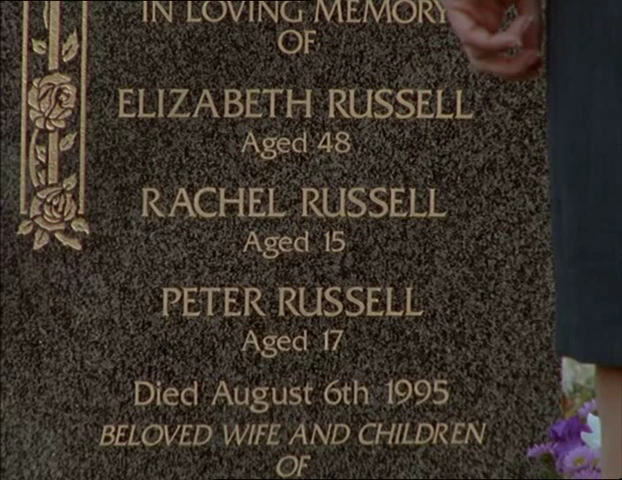 IN LOVING MEMORY
OF
ELIZABETH RUSSELL
Aged 48
RACHEL RUSSELL
Aged 15
PETER RUSSELL
Aged 17
Died August 6th 1995
BELOVED WIFE AND CHILDREN
OF